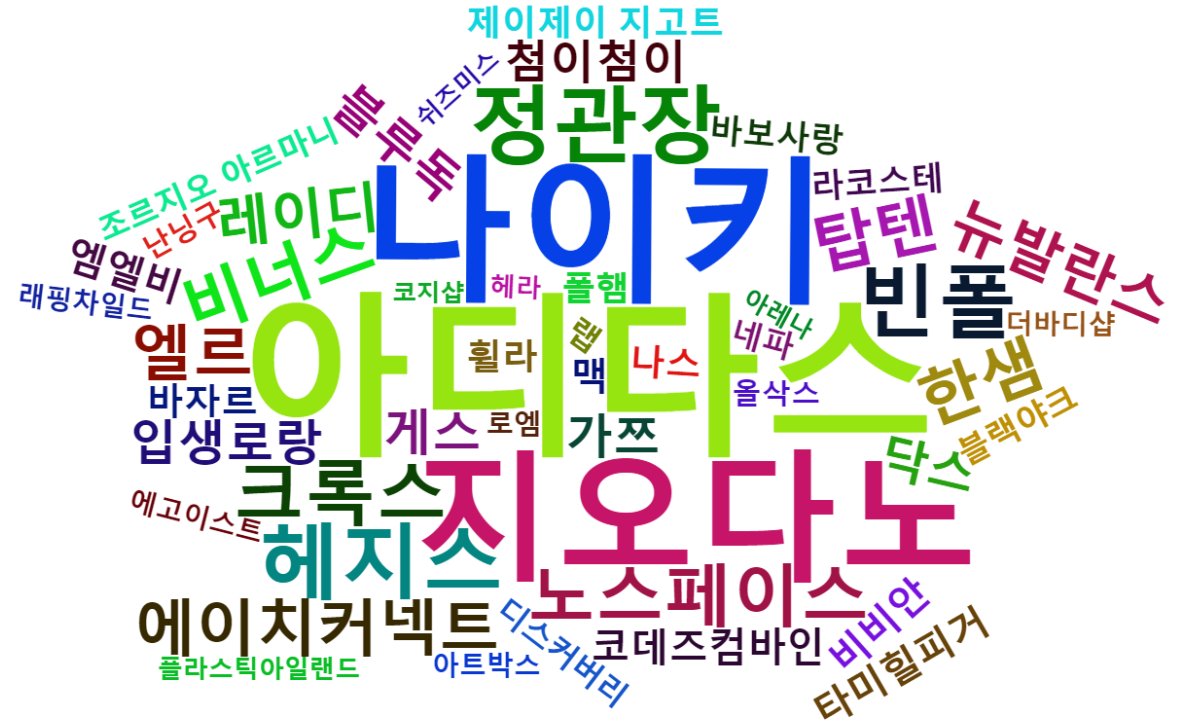 제이제이 지고트
첨이첨이
쉬즈미스
블루독
정관장
바보사랑
조르지오 아르마니
난닝구
레이디
나이키
라코스테
탑텐
뉴발란스
엠엘비
래핑차일드
비너스
코지샵
헤라
폴햄
아레나
빈폴
더바디샵
엘르
아디다스
휠라
랩
맥
나스
네파
올삭스
한샘
바자르
입생로랑
게스
로엠
가쯔
닥스
블랙야크
크록스
지오다노
에고이스트
헤지스
노스페이스
에이치커넥트
디스커버리
코데즈컴바인
비비안
타미힐피거
플라스틱아일랜드
아트박스